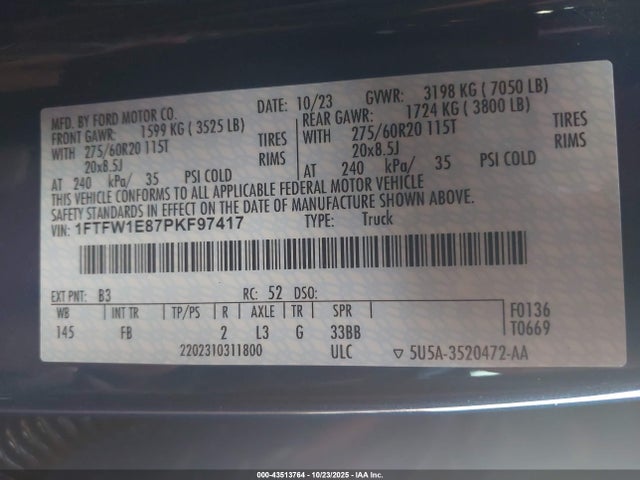 MFD. BY FORD MOTOR CO. DATE: 10/23 GVWR: 3198 KG ( 7050 LB)
FRONT GAWR: 1599 KG ( 3525 LB) REAR GAWR: 1724 KG ( 3800 LB)
WITH 275/60R20 115T TIRES WITH 275/60R20 115T TIRES
20x8.5J RIMS 20x8.5J RIMS
AT 240 kPa/ 35 PSI COLD AT 240 kPa/ 35 PSI COLD
THIS VEHICLE CONFORMS TO ALL APPLICABLE FEDERAL MOTOR VEHICLE
SAFETY STANDARDS IN EFFECT ON THE DATE OF MANUFACTURE SHOWN ABOVE.
VIN: 1FTFW1E87PKF97417 TYPE: Truck
EXT PNT: B3 RC: 52 DSO:
WB INT TR TP/PS R AXLE TR SPR F0136
145 FB 2 L3 G 33BB T0669
2202310311800 ULC ▽ 5U5A-3520472-AA
000-43513764 - 10/23/2025 - IAA Inc.